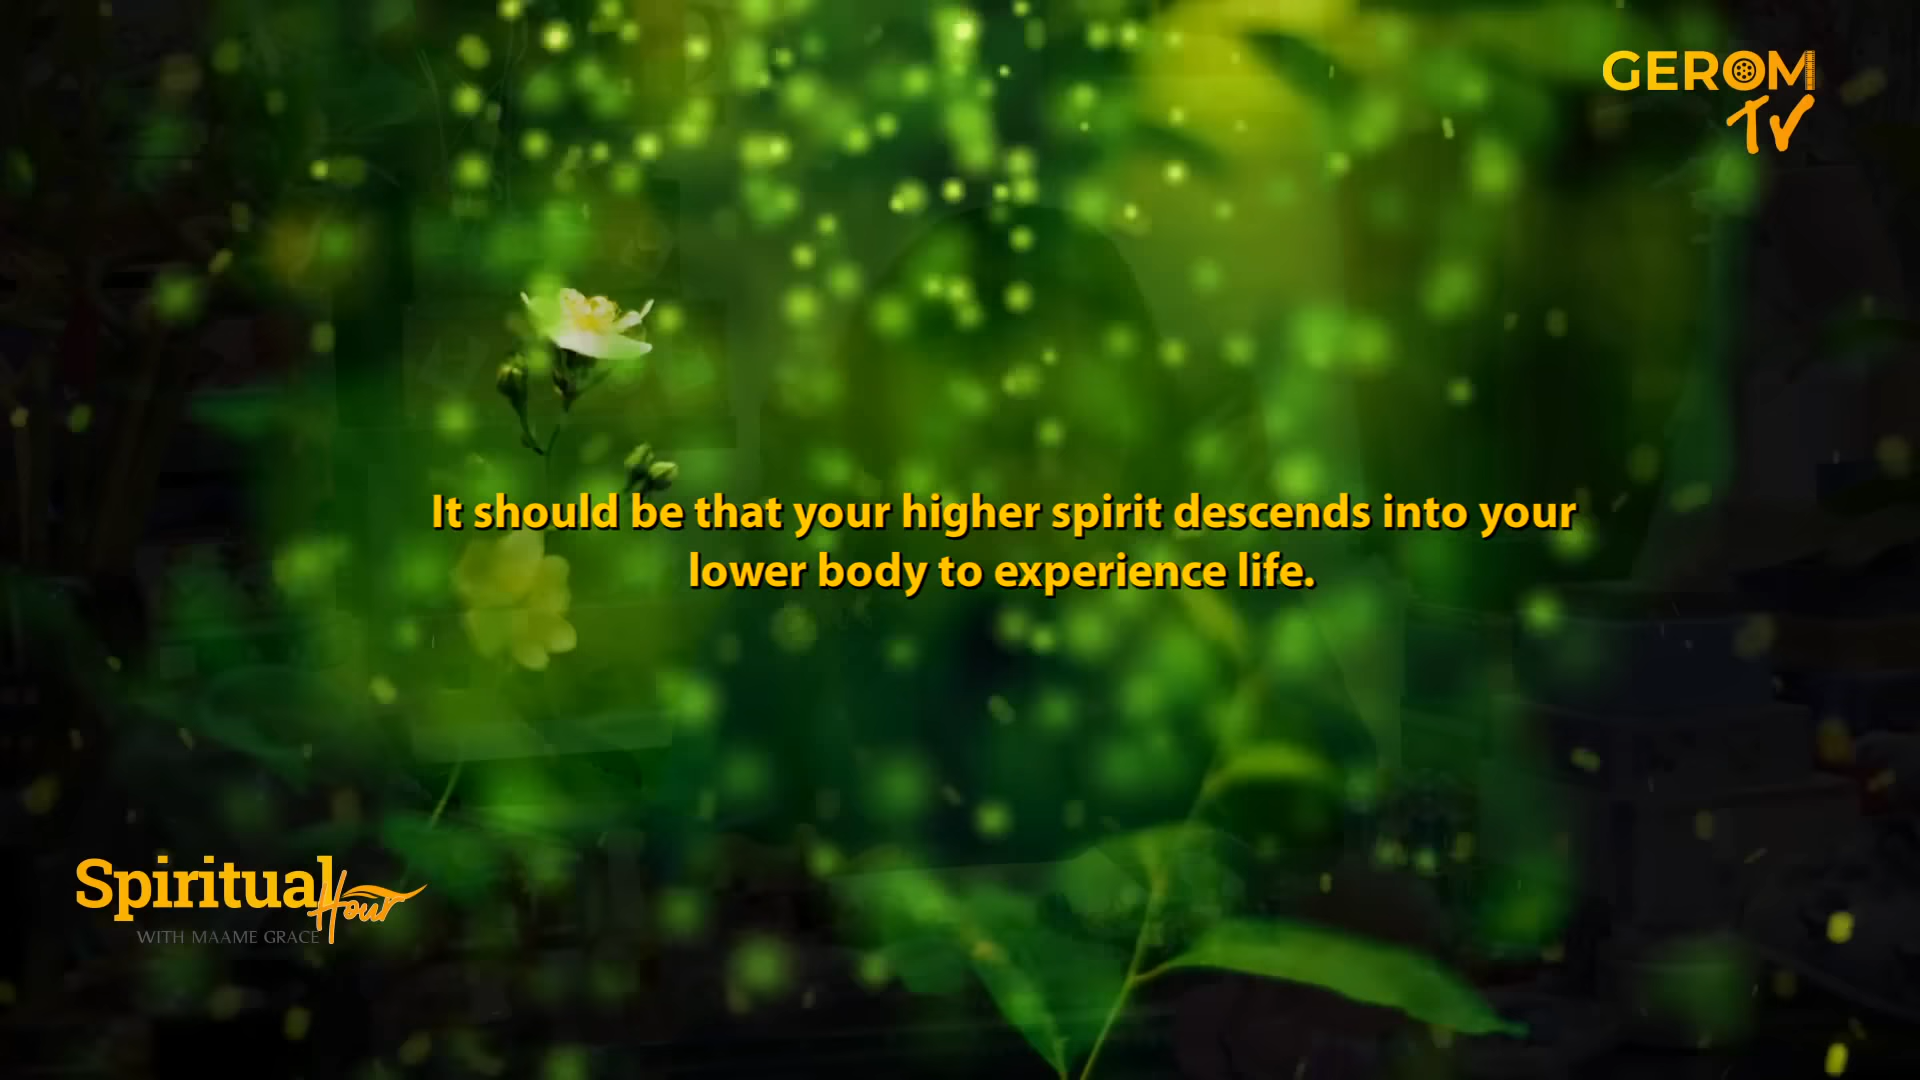 GEROM
TV
It should be that your higher spirit descends into your
lower body to experience life.
Spiritual
Hour
WITH MAAME GRACE